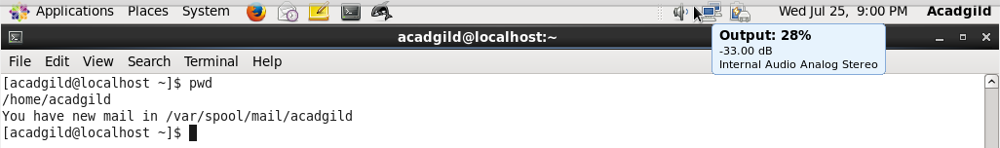 Applications Places System Wed Jul 25, 9:00 PM Acadgild
acadgild@localhost:~
Output: 28%
-33.00 dB
Internal Audio Analog Stereo
File Edit View Search Terminal Help
[acadgild@localhost ~]$ pwd
/home/acadgild
You have new mail in /var/spool/mail/acadgild
[acadgild@localhost ~]$